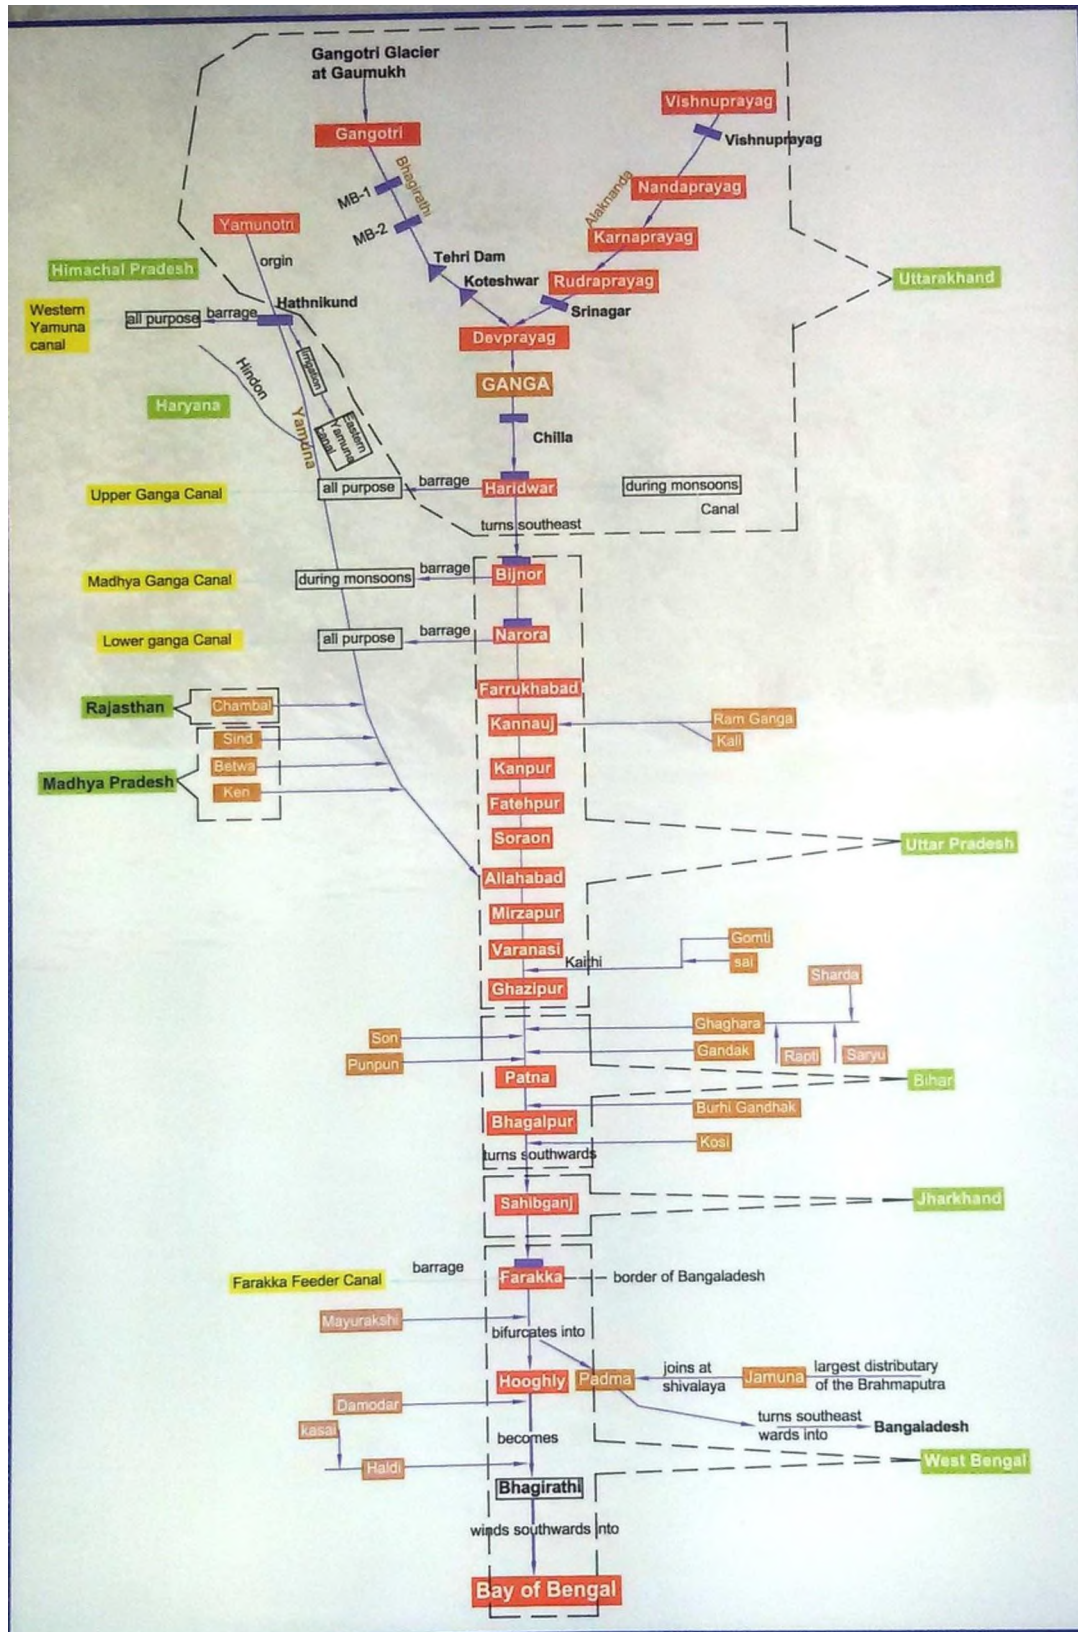 Gangotri Glacier
at Gaumukh
Vishnuprayag
Gangotri
Vishnuprayag
Bhagirathi
MB-1
Nandaprayag
Alaknanda
MB-2
Yamunotri
Karnaprayag
orgin
Tehri Dam
Himachal Pradesh
Koteshwar
Rudraprayag
Uttarakhand
Hathnikund
Western
Yamuna
canal
all purpose
barrage
Srinagar
Devprayag
Irrigation
Hindon
GANGA
Haryana
Yamuna
Eastern
Yamuna
canal
Chilla
Upper Ganga Canal
all purpose
barrage
Haridwar
during monsoons
Canal
turns southeast
Madhya Ganga Canal
during monsoons
barrage
Bijnor
Lower ganga Canal
all purpose
barrage
Narora
Farrukhabad
Rajasthan
Chambal
Kannauj
Ram Ganga
Sind
Kali
Betwa
Kanpur
Madhya Pradesh
Ken
Fatehpur
Soraon
Uttar Pradesh
Allahabad
Mirzapur
Varanasi
Gomti
Kaithi
sai
Ghazipur
Sharda
Son
Ghaghara
Punpun
Gandak
Rapti
Saryu
Patna
Bihar
Burhi Gandhak
Bhagalpur
Kosi
turns southwards
Sahibganj
Jharkhand
barrage
Farakka Feeder Canal
Farakka
border of Bangaladesh
Mayurakshi
bifurcates into
Hooghly
Padma
joins at
shivalaya
Jamuna
largest distributary
of the Brahmaputra
Damodar
turns southeast
wards into
Bangaladesh
kasai
becomes
Haldi
West Bengal
Bhagirathi
winds southwards into
Bay of Bengal